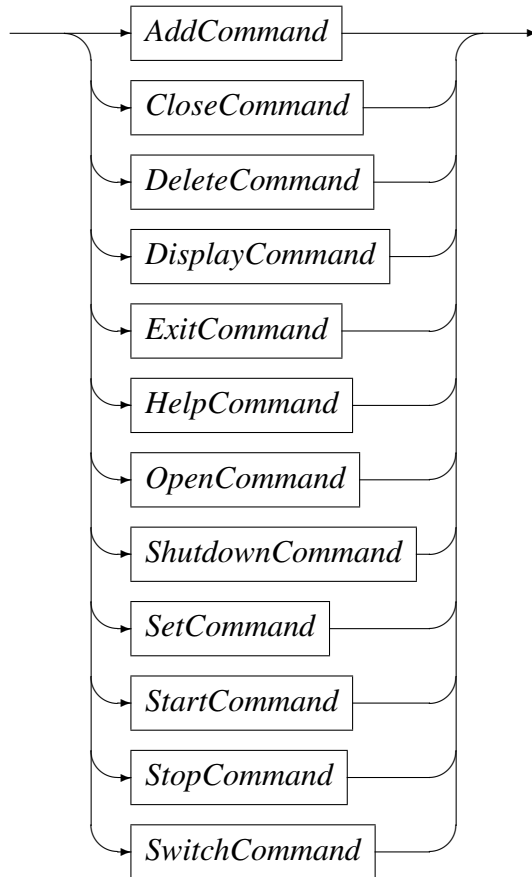 AddCommand
CloseCommand
DeleteCommand
DisplayCommand
ExitCommand
HelpCommand
OpenCommand
ShutdownCommand
SetCommand
StartCommand
StopCommand
SwitchCommand